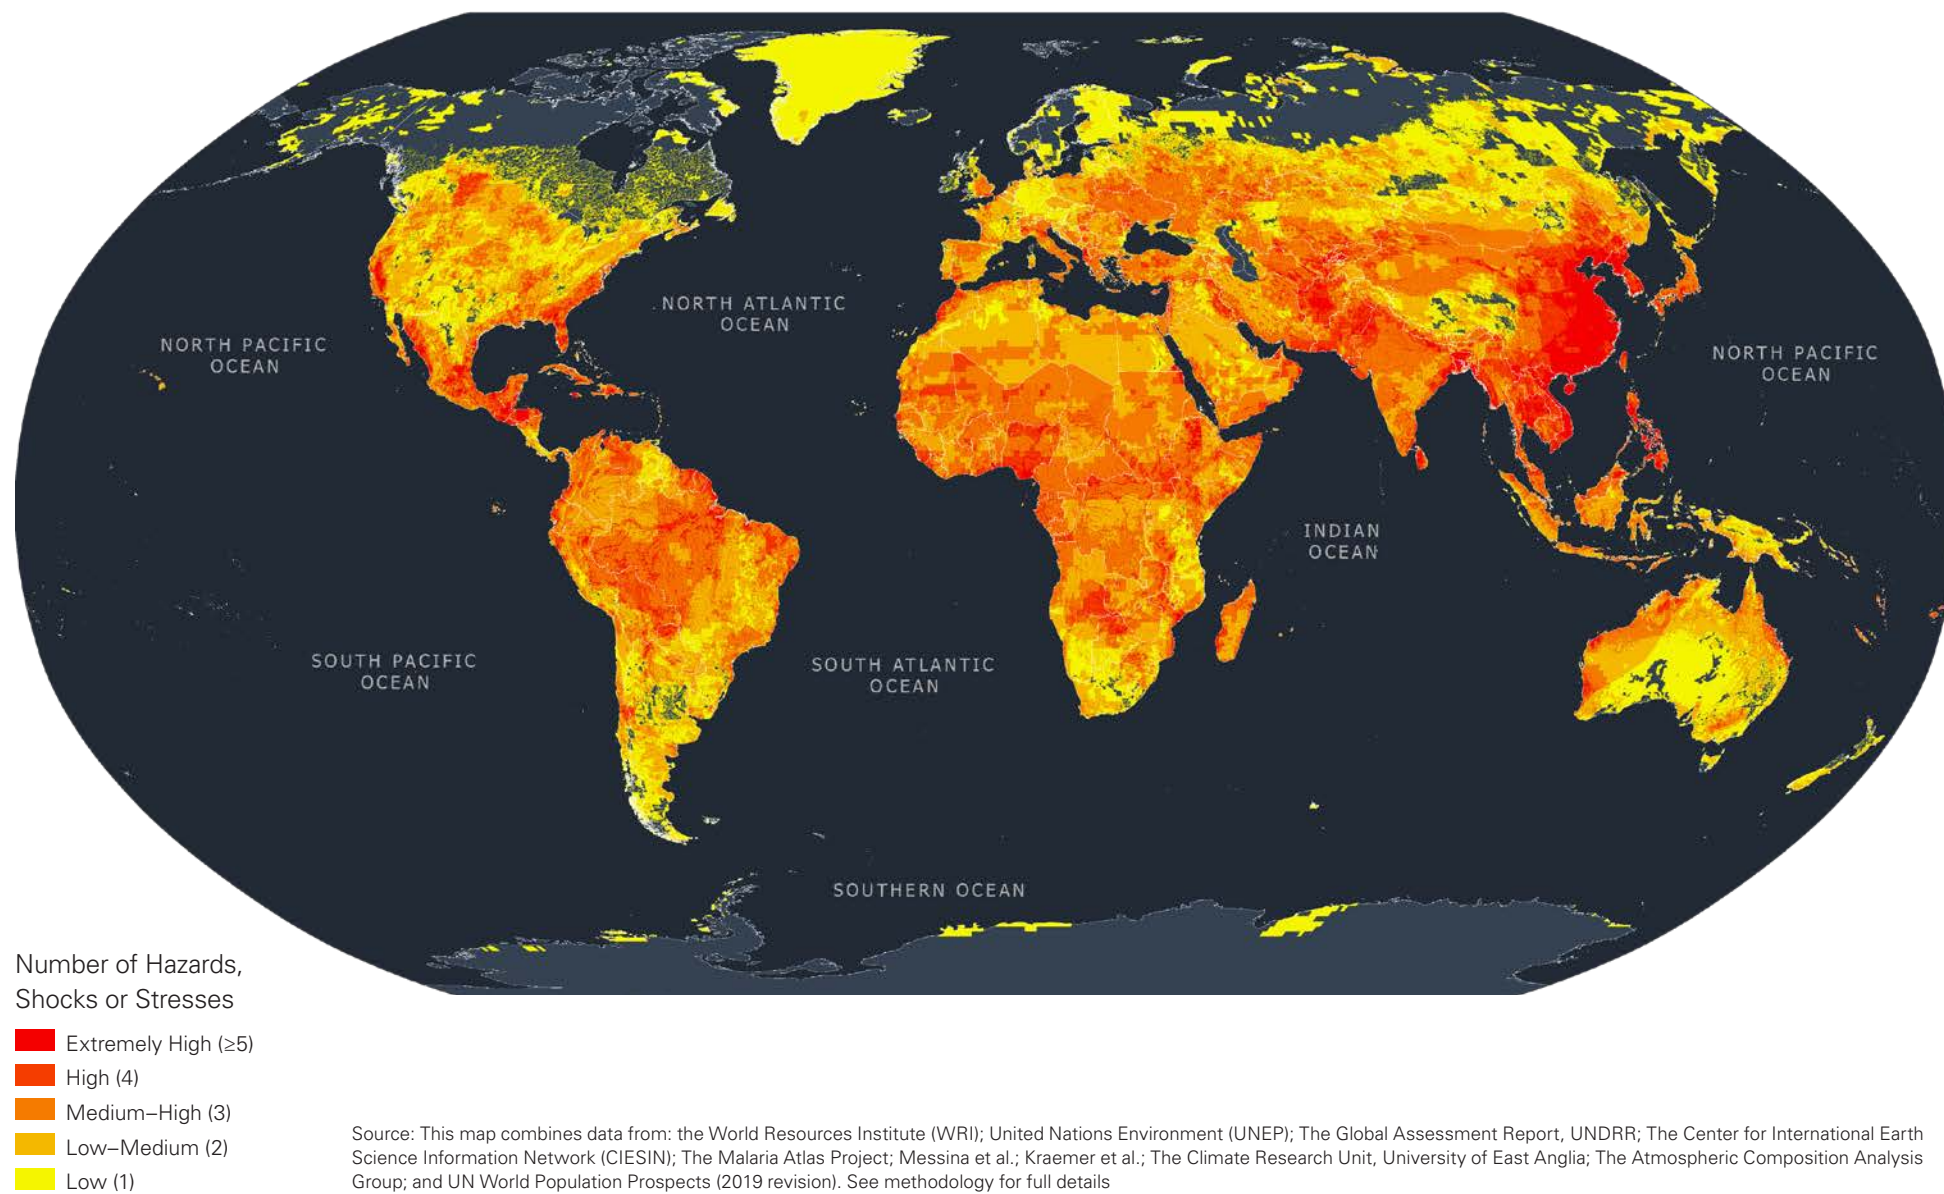 NORTH ATLANTIC
OCEAN
NORTH PACIFIC
OCEAN
NORTH PACIFIC
OCEAN
INDIAN
OCEAN
SOUTH PACIFIC
OCEAN
SOUTH ATLANTIC
OCEAN
SOUTHERN OCEAN
Number of Hazards,
Shocks or Stresses
Extremely High (≥5)
High (4)
Medium–High (3)
Low–Medium (2)
Low (1)
Source: This map combines data from: the World Resources Institute (WRI); United Nations Environment (UNEP); The Global Assessment Report, UNDRR; The Center for International Earth
Science Information Network (CIESIN); The Malaria Atlas Project; Messina et al.; Kraemer et al.; The Climate Research Unit, University of East Anglia; The Atmospheric Composition Analysis
Group; and UN World Population Prospects (2019 revision). See methodology for full details